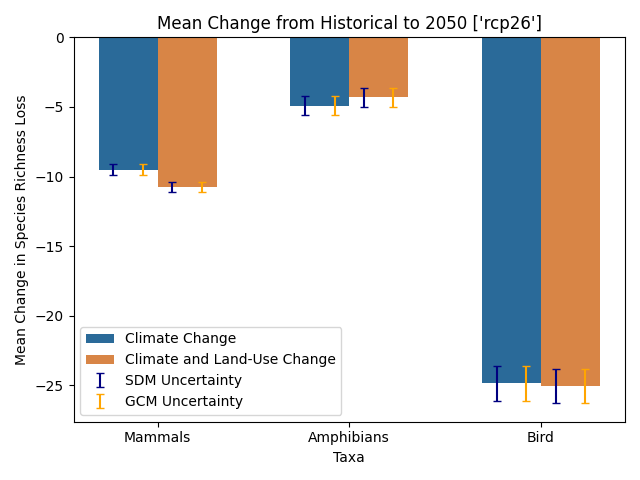 Mean Change from Historical to 2050 ['rcp26']
Mean Change in Species Richness Loss
0
−5
−10
−15
−20
−25
Climate Change
Climate and Land-Use Change
SDM Uncertainty
GCM Uncertainty
Mammals
Amphibians
Bird
Taxa